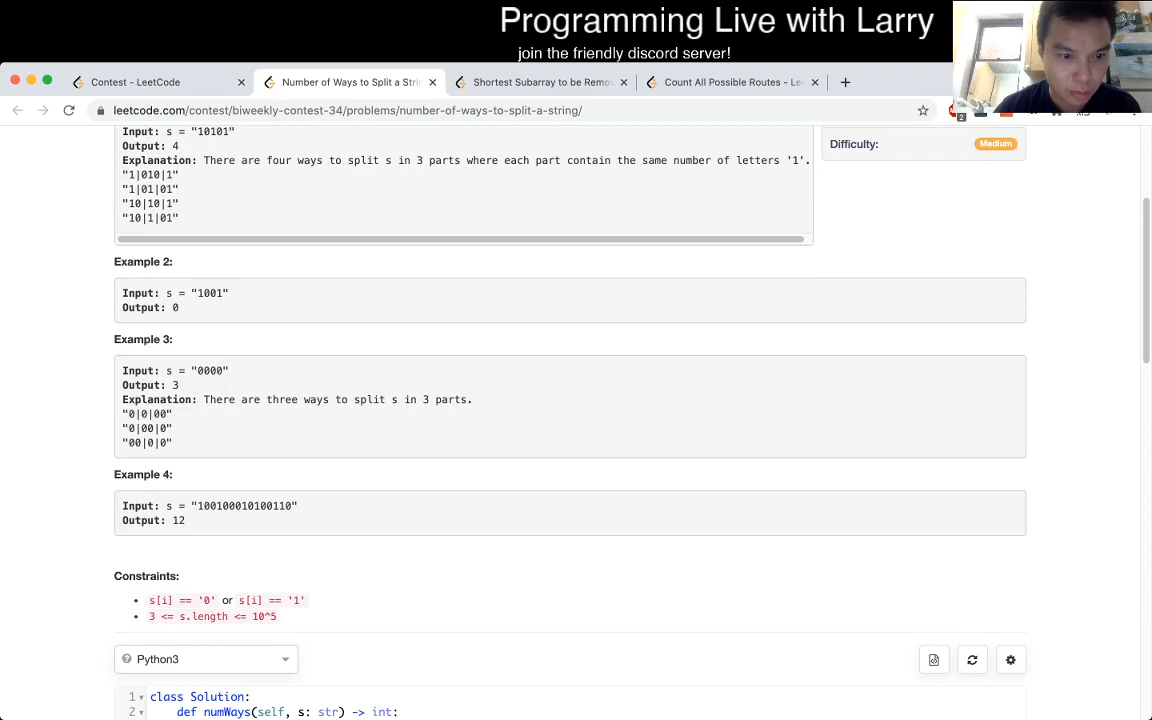 Programming Live with Larry
join the friendly discord server!
Contest - LeetCode
Number of Ways to Split a Stri
Shortest Subarray to be Remo
Count All Possible Routes - Lee
leetcode.com/contest/biweekly-contest-34/problems/number-of-ways-to-split-a-string/
2
Input: s = "10101"
Output: 4
Explanation: There are four ways to split s in 3 parts where each part contain the same number of letters '1'.
"1|010|1"
"1|01|01"
"10|10|1"
"10|1|01"
Difficulty:
Medium
Example 2:
Input: s = "1001"
Output: 0
Example 3:
Input: s = "0000"
Output: 3
Explanation: There are three ways to split s in 3 parts.
"0|0|00"
"0|00|0"
"00|0|0"
Example 4:
Input: s = "100100010100110"
Output: 12
Constraints:
s[i] == '0' or s[i] == '1'
3 <= s.length <= 10^5
Python3
1 class Solution:
2 def numWays(self, s: str) -> int: